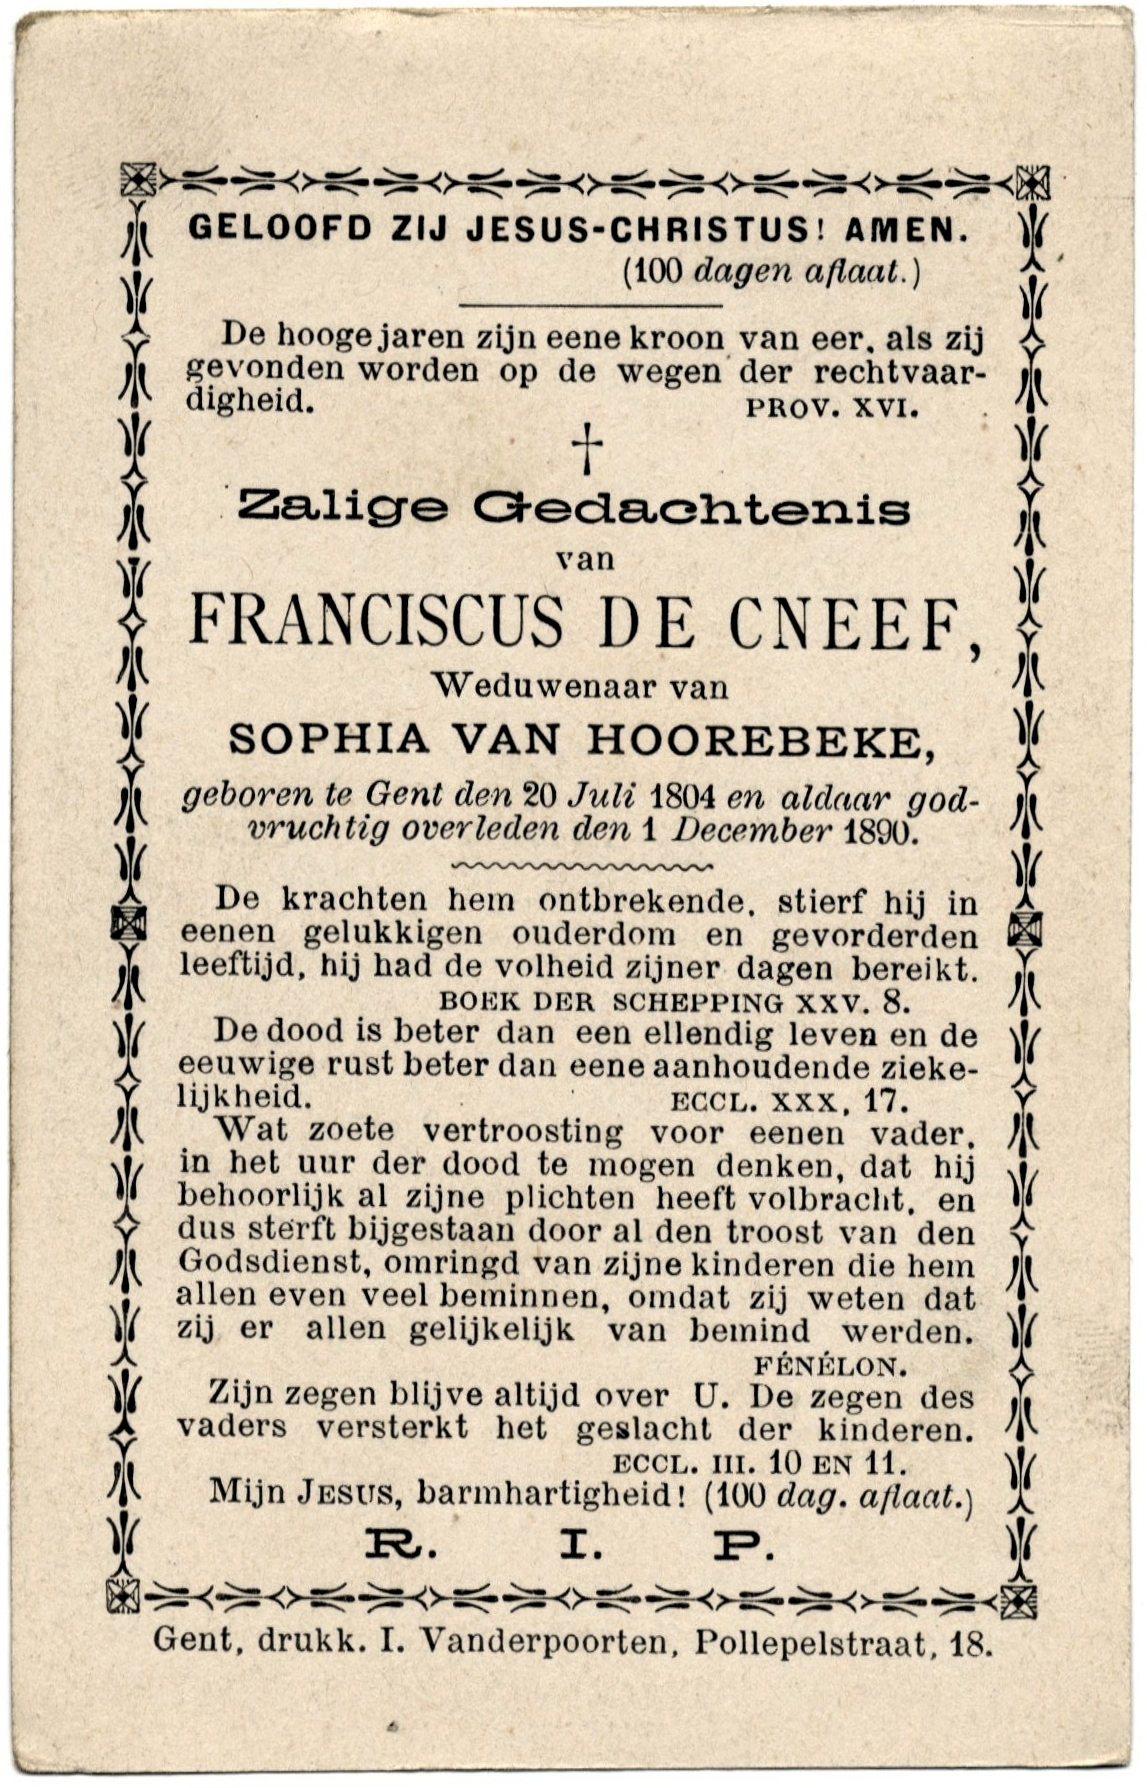 GELOOFD ZIJ JESUS-CHRISTUS! AMEN.
(100 dagen aflaat.)
De hooge jaren zijn eene kroon van eer, als zij
gevonden worden op de wegen der rechtvaar-
digheid. PROV. XVI.
Zalige Gedachtenis
van
FRANCISCUS DE CNEEF,
Weduwenaar van
SOPHIA VAN HOOREBEKE,
geboren te Gent den 20 Juli 1804 en aldaar god-
vruchtig overleden den 1 December 1890.
De krachten hem ontbrekende, stierf hij in
eenen gelukkigen ouderdom en gevorderden
leeftijd, hij had de volheid zijner dagen bereikt.
BOEK DER SCHEPPING XXV. 8.
De dood is beter dan een ellendig leven en de
eeuwige rust beter dan eene aanhoudende zieke-
lijkheid. ECCL. XXX, 17.
Wat zoete vertroosting voor eenen vader,
in het uur der dood te mogen denken, dat hij
behoorlijk al zijne plichten heeft volbracht, en
dus sterft bijgestaan door al den troost van den
Godsdienst, omringd van zijne kinderen die hem
allen even veel beminnen, omdat zij weten dat
zij er allen gelijkelijk van bemind werden.
FÉNÉLON.
Zijn zegen blijve altijd over U. De zegen des
vaders versterkt het geslacht der kinderen.
ECCL. III. 10 EN 11.
Mijn JESUS, barmhartigheid! (100 dag. aflaat.)
R. I. P.
Gent, drukk. I. Vanderpoorten, Pollepelstraat, 18.